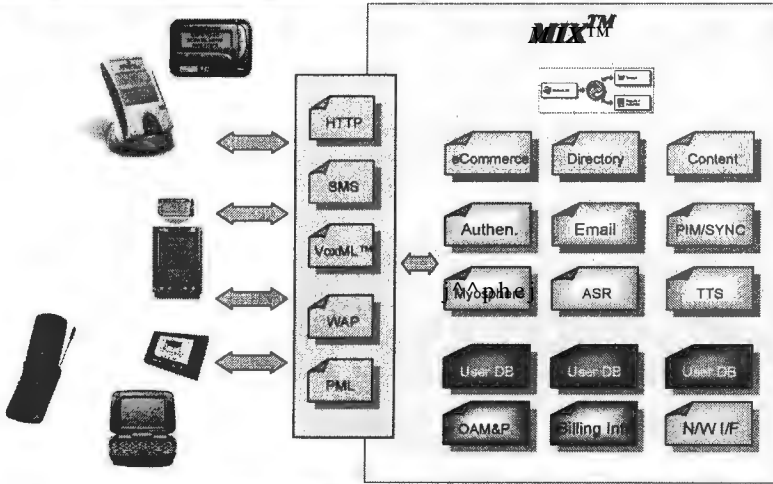 MIX™
HTTP
SMS
VoxML™
WAP
PML
eCommerce Directory Content
Authen. Email PIM/SYNC
ASR TTS
User DB User DB User DB
OAM&P. Billing Inf N/W I/F